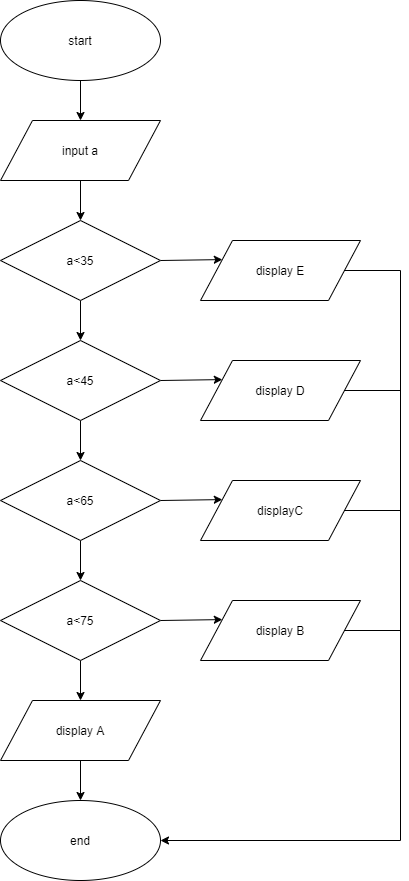 start
input a
a<35
display E
a<45
display D
a<65
displayC
a<75
display B
display A
end